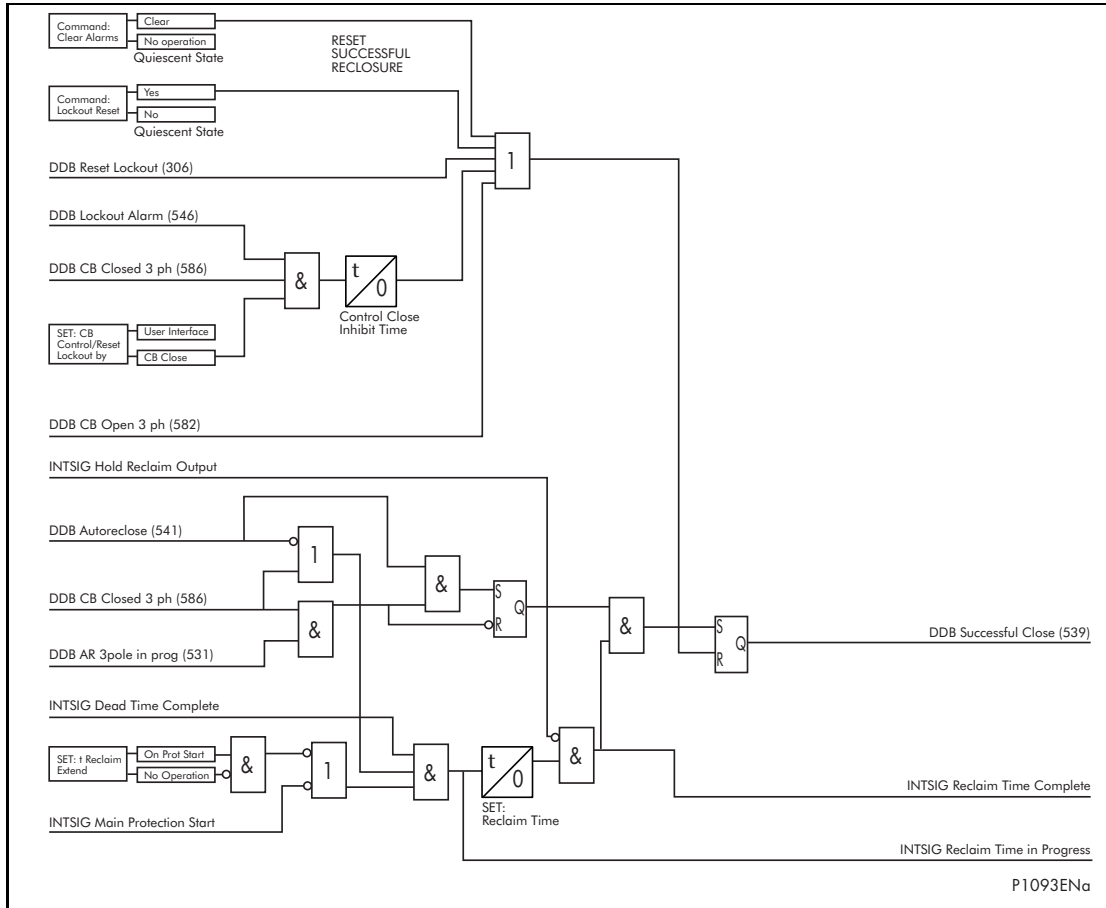 Command:
Clear Alarms
Clear
No operation
Quiescent State
RESET
SUCCESSFUL
RECLOSURE
Command:
Lockout Reset
Yes
No
Quiescent State
1
DDB Reset Lockout (306)
DDB Lockout Alarm (546)
DDB CB Closed 3 ph (586)
&
t
0
Control Close
Inhibit Time
SET: CB
Control/Reset
Lockout by
User Interface
CB Close
DDB CB Open 3 ph (582)
INTSIG Hold Reclaim Output
DDB Autoreclose (541)
1
&
S
Q
R
DDB CB Closed 3 ph (586)
&
&
S
Q
R
DDB Successful Close (539)
DDB AR 3pole in prog (531)
INTSIG Dead Time Complete
SET: t Reclaim
Extend
On Prot Start
No Operation
&
1
&
t
0
SET:
Reclaim Time
&
INTSIG Reclaim Time Complete
INTSIG Main Protection Start
INTSIG Reclaim Time in Progress
P1093ENa